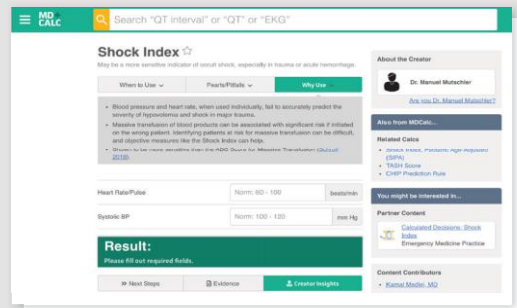 MD+
CALC
Search "QT interval" or "QT" or "EKG"
Shock Index ☆
May be a more sensitive indicator of occult shock, especially in trauma or acute hemorrhage.
When to Use
Pearls/Pitfalls
Why Use
• Blood pressure and heart rate, when used individually, fail to accurately predict the
severity of hypovolemia and shock in major trauma.
• Massive transfusion of blood products can be associated with significant risk if initiated
on the wrong patient. Identifying patients at risk for massive transfusion can be difficult,
and objective measures like the Shock Index can help.
Heart Rate/Pulse
Norm: 60 - 100
beats/min
Systolic BP
Norm: 100 - 120
mm Hg
Result:
Please fill out required fields.
Next Steps
Evidence
Creator Insights
About the Creator
Dr. Manuel Mutschler
Are you Dr. Manuel Mutschler?
Also from MDCalc...
Related Calcs
(SIPA)
• TASH Score
• CHIP Prediction Rule
You might be interested in...
Partner Content
Calculated Decisions: Shock
Index
Emergency Medicine Practice
Content Contributors